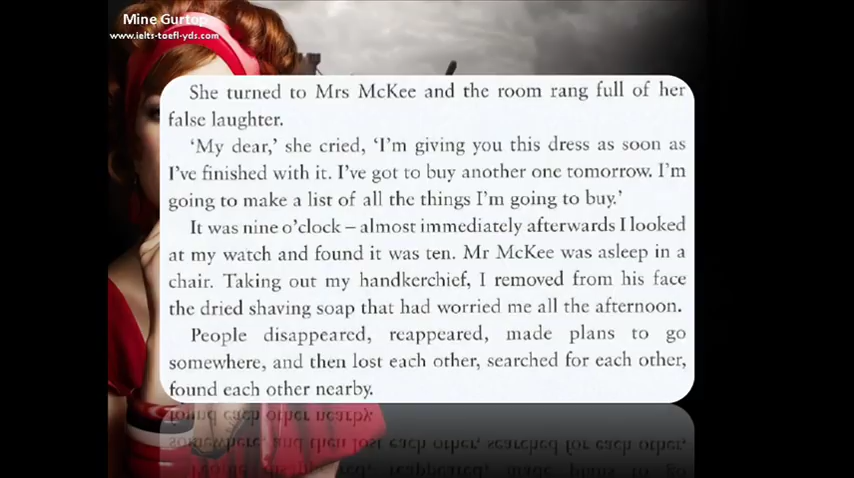 Mine Gurtop
www.ielts-toefl-yds.com
She turned to Mrs McKee and the room rang full of her
false laughter.
‘My dear,’ she cried, ‘I’m giving you this dress as soon as
I’ve finished with it. I’ve got to buy another one tomorrow. I’m
going to make a list of all the things I’m going to buy.’
It was nine o’clock – almost immediately afterwards I looked
at my watch and found it was ten. Mr McKee was asleep in a
chair. Taking out my handkerchief, I removed from his face
the dried shaving soap that had worried me all the afternoon.
People disappeared, reappeared, made plans to go
somewhere, and then lost each other, searched for each other,
found each other nearby.